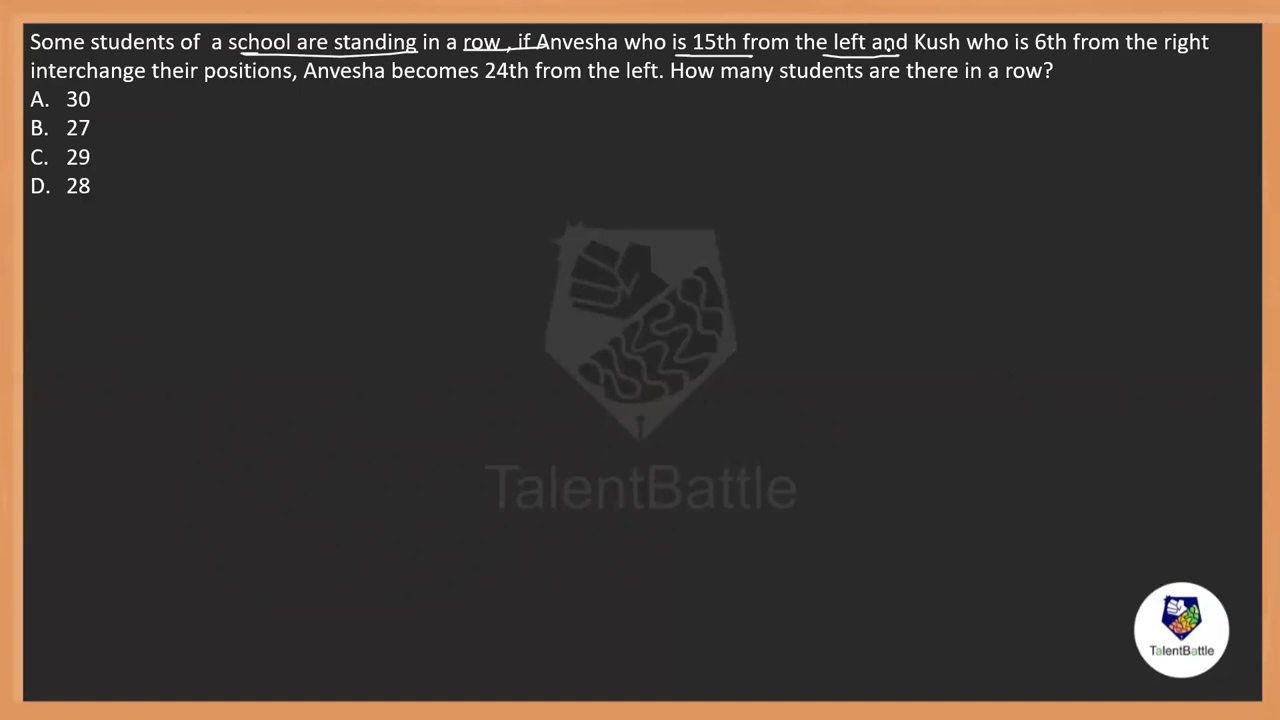 Some students of a school are standing in a row , if Anvesha who is 15th from the left and Kush who is 6th from the right
interchange their positions, Anvesha becomes 24th from the left. How many students are there in a row?
A. 30
B. 27
C. 29
D. 28
TalentBattle
TalentBattle